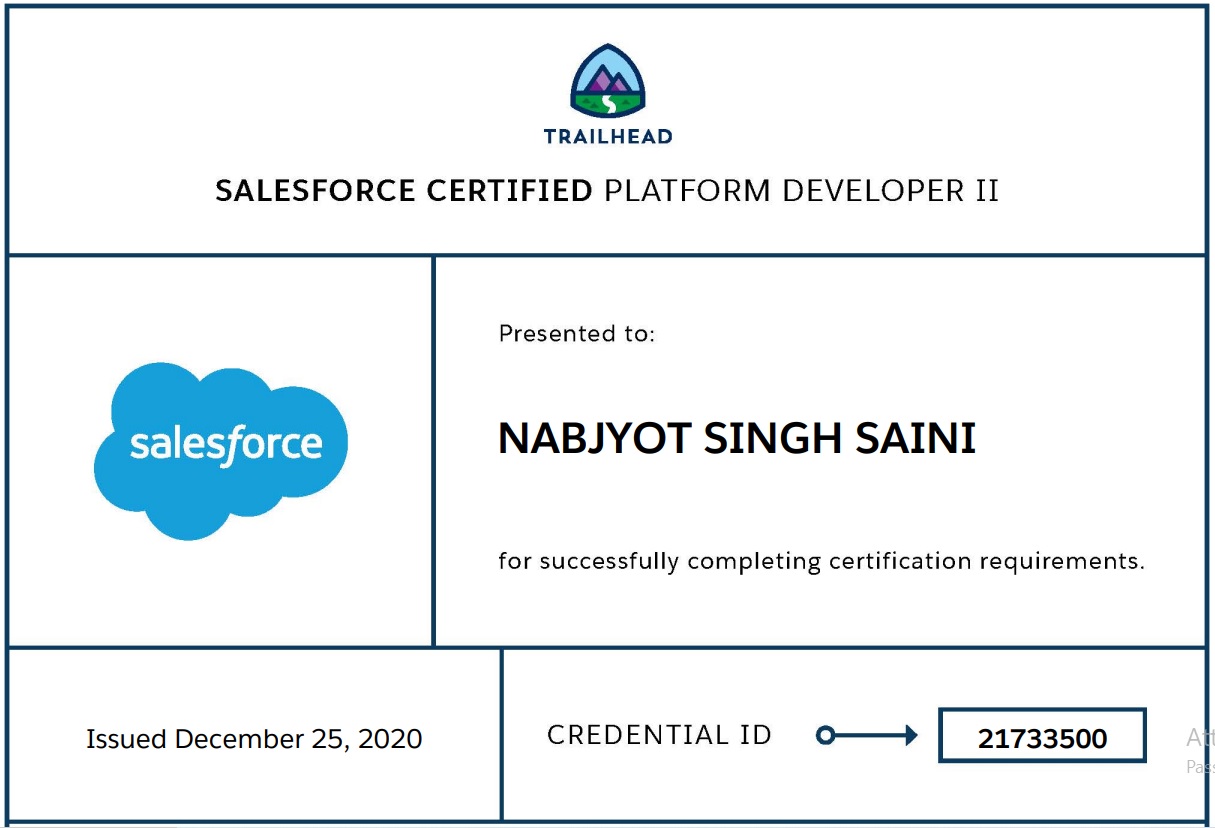 TRAILHEAD
SALESFORCE CERTIFIED PLATFORM DEVELOPER II
salesforce
Presented to:
NABJYOT SINGH SAINI
for successfully completing certification requirements.
Issued December 25, 2020
CREDENTIAL ID
21733500